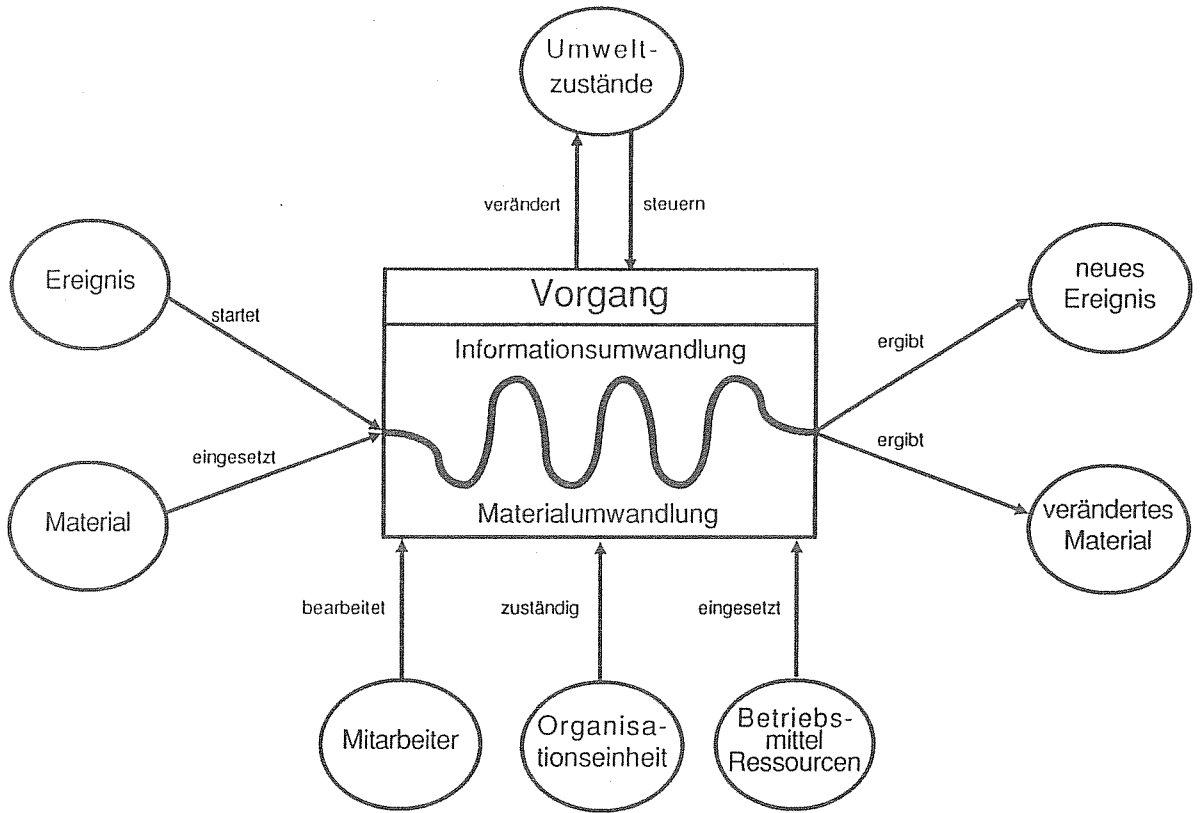 Umwelt-
zustände
verändert
steuern
Ereignis
startet
Vorgang
neues
Ereignis
ergibt
Informationsumwandlung
Material
eingesetzt
Materialumwandlung
ergibt
verändertes
Material
bearbeitet
zuständig
eingesetzt
Mitarbeiter
Organisa-
tionseinheit
Betriebs-
mittel
Ressourcen